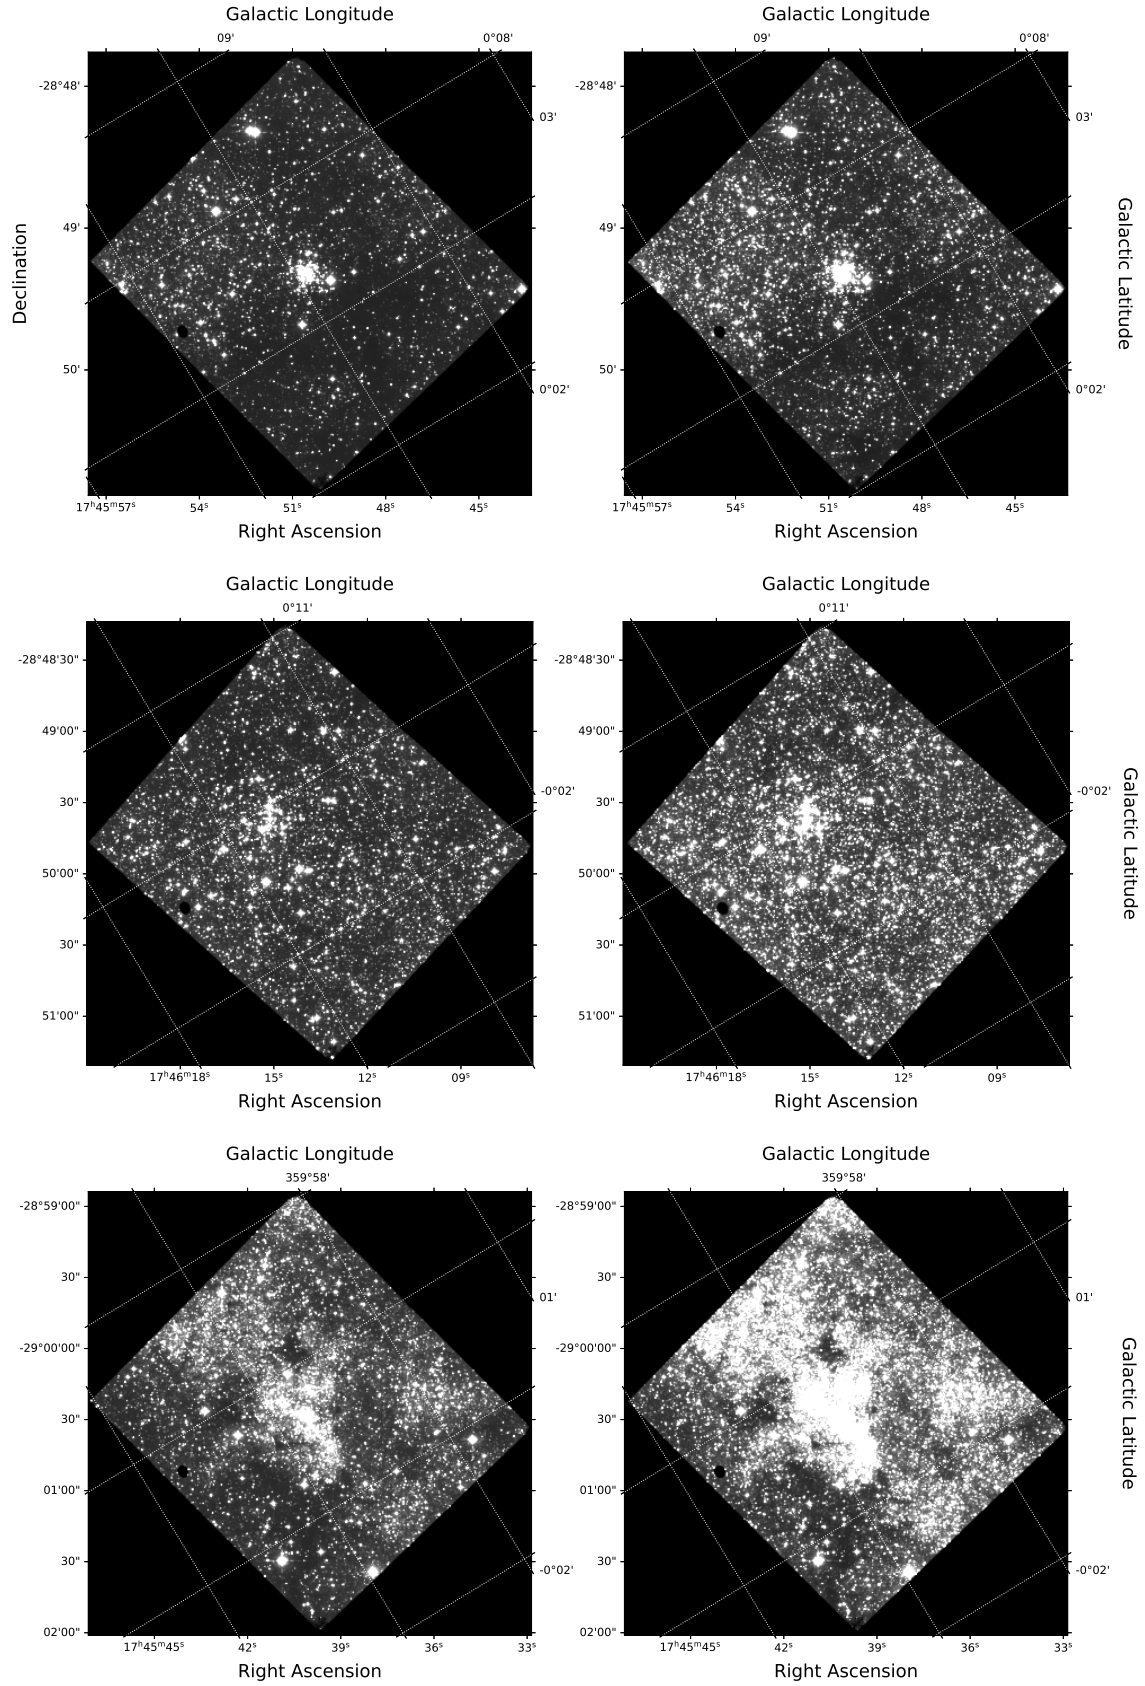 Galactic Longitude Galactic Longitude
09' 0°08' 09' 0°08'
-28°48' -28°48'
03' 03'
49' 49'
Declination
Galactic Latitude
50' 50'
0°02' 0°02'
17ʰ45ᵐ57ˢ 54ˢ 51ˢ 48ˢ 45ˢ 17ʰ45ᵐ57ˢ 54ˢ 51ˢ 48ˢ 45ˢ
Right Ascension Right Ascension
Galactic Longitude Galactic Longitude
0°11' 0°11'
-28°48'30" -28°48'30"
49'00" 49'00"
-0°02' -0°02'
30" 30"
Galactic Latitude
50'00" 50'00"
30" 30"
51'00" 51'00"
17ʰ46ᵐ18ˢ 15ˢ 12ˢ 09ˢ 17ʰ46ᵐ18ˢ 15ˢ 12ˢ 09ˢ
Right Ascension Right Ascension
Galactic Longitude Galactic Longitude
359°58' 359°58'
-28°59'00" -28°59'00"
30" 30"
01' 01'
-29°00'00" -29°00'00"
30" 30"
Galactic Latitude
01'00" 01'00"
30" 30"
-0°02' -0°02'
02'00" 02'00"
17ʰ45ᵐ45ˢ 42ˢ 39ˢ 36ˢ 33ˢ 17ʰ45ᵐ45ˢ 42ˢ 39ˢ 36ˢ 33ˢ
Right Ascension Right Ascension